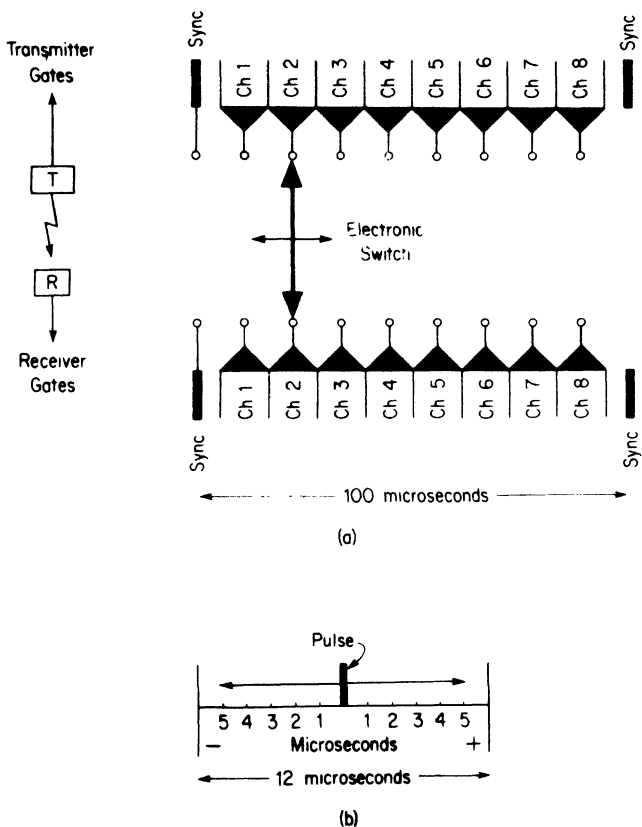 Transmitter
Gates
T
R
Receiver
Gates
Sync
Ch 1
Ch 2
Ch 3
Ch 4
Ch 5
Ch 6
Ch 7
Ch 8
Sync
Electronic
Switch
Sync
Ch 1
Ch 2
Ch 3
Ch 4
Ch 5
Ch 6
Ch 7
Ch 8
Sync
100 microseconds
(a)
Pulse
5 4 3 2 1 1 2 3 4 5
− Microseconds +
12 microseconds
(b)